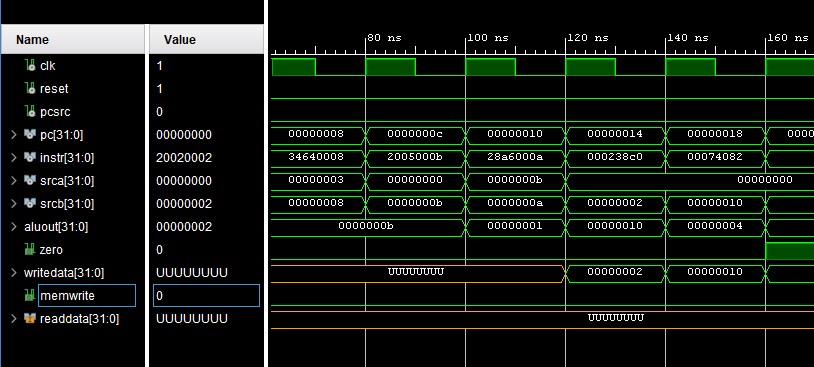 Name Value 80 ns 100 ns 120 ns 140 ns 160 ns
clk 1
reset 1
pcsrc 0
pc[31:0] 00000000 00000008 0000000c 00000010 00000014 00000018 0000
instr[31:0] 20020002 34640008 2005000b 28a6000a 000238c0 00074082
srca[31:0] 00000000 00000003 00000000 0000000b 00000000
srcb[31:0] 00000002 00000008 0000000b 0000000a 00000002 00000010
aluout[31:0] 00000002 0000000b 00000001 00000010 00000004
zero 0
writedata[31:0] UUUUUUUU UUUUUUUU 00000002 00000010
memwrite 0
readdata[31:0] UUUUUUUU UUUUUUUU